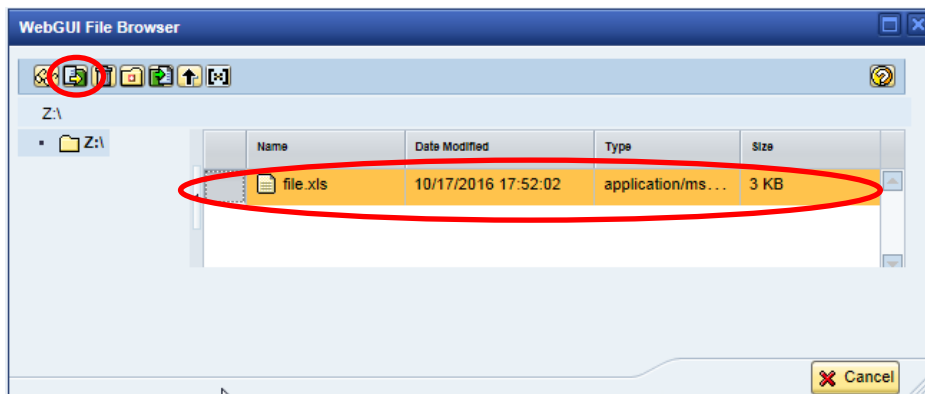 WebGUI File Browser
Z:\
Z:\
Name Date Modified Type Size
file.xls 10/17/2016 17:52:02 application/ms... 3 KB
Cancel